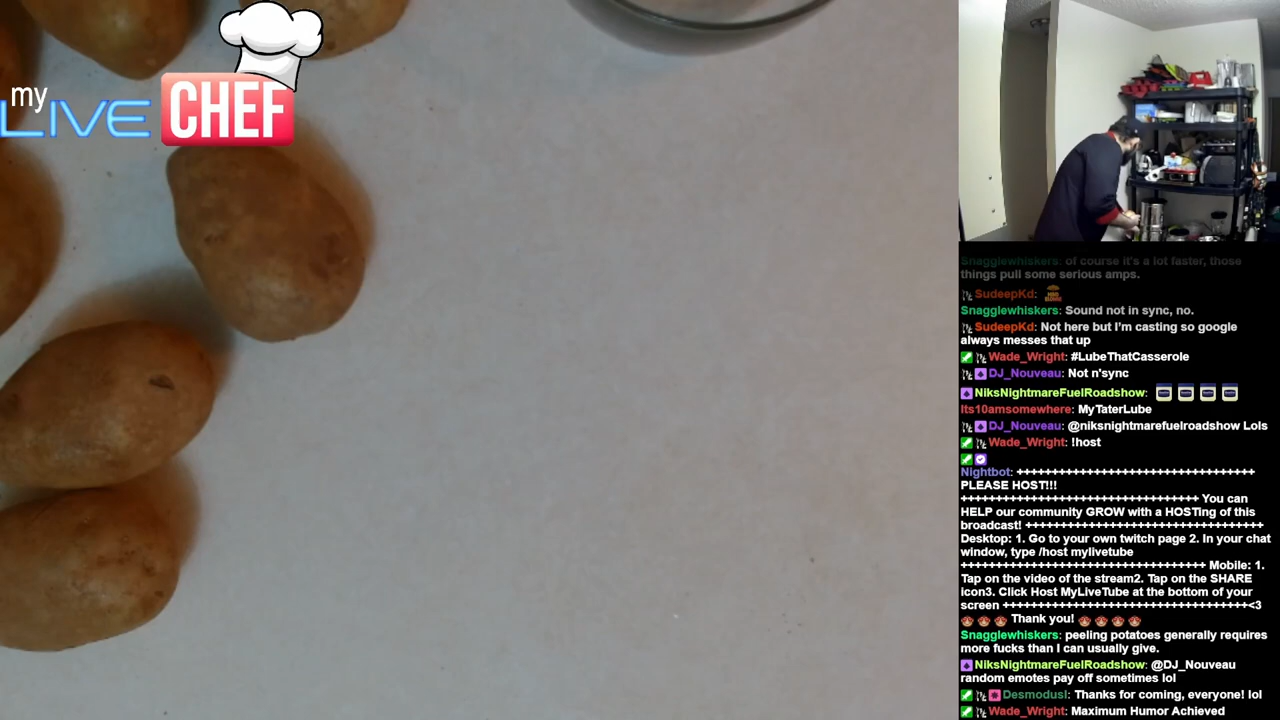 my
LIVE CHEF
Snagglewhiskers: of course it's a lot faster, those
things pull some serious amps.
SudeepKd:
Snagglewhiskers: Sound not in sync, no.
SudeepKd: Not here but I'm casting so google
always messes that up
Wade_Wright: #LubeThatCasserole
DJ_Nouveau: Not n'sync
NiksNightmareFuelRoadshow:
Its10amsomewhere: MyTaterLube
DJ_Nouveau: @niksnightmarefuelroadshow Lols
Wade_Wright: !host
Nightbot: ++++++++++++++++++++++++++++++++++
PLEASE HOST!!!
++++++++++++++++++++++++++++++++++ You can
HELP our community GROW with a HOSTing of this
broadcast! ++++++++++++++++++++++++++++++++++
Desktop: 1. Go to your own twitch page 2. In your chat
window, type /host mylivetube
+++++++++++++++++++++++++++++++++++ Mobile: 1.
Tap on the video of the stream2. Tap on the SHARE
icon3. Click Host MyLiveTube at the bottom of your
screen +++++++++++++++++++++++++++++++++++<3
Thank you!
Snagglewhiskers: peeling potatoes generally requires
more fucks than I can usually give.
NiksNightmareFuelRoadshow: @DJ_Nouveau
random emotes pay off sometimes lol
Desmodusl: Thanks for coming, everyone! lol
Wade_Wright: Maximum Humor Achieved